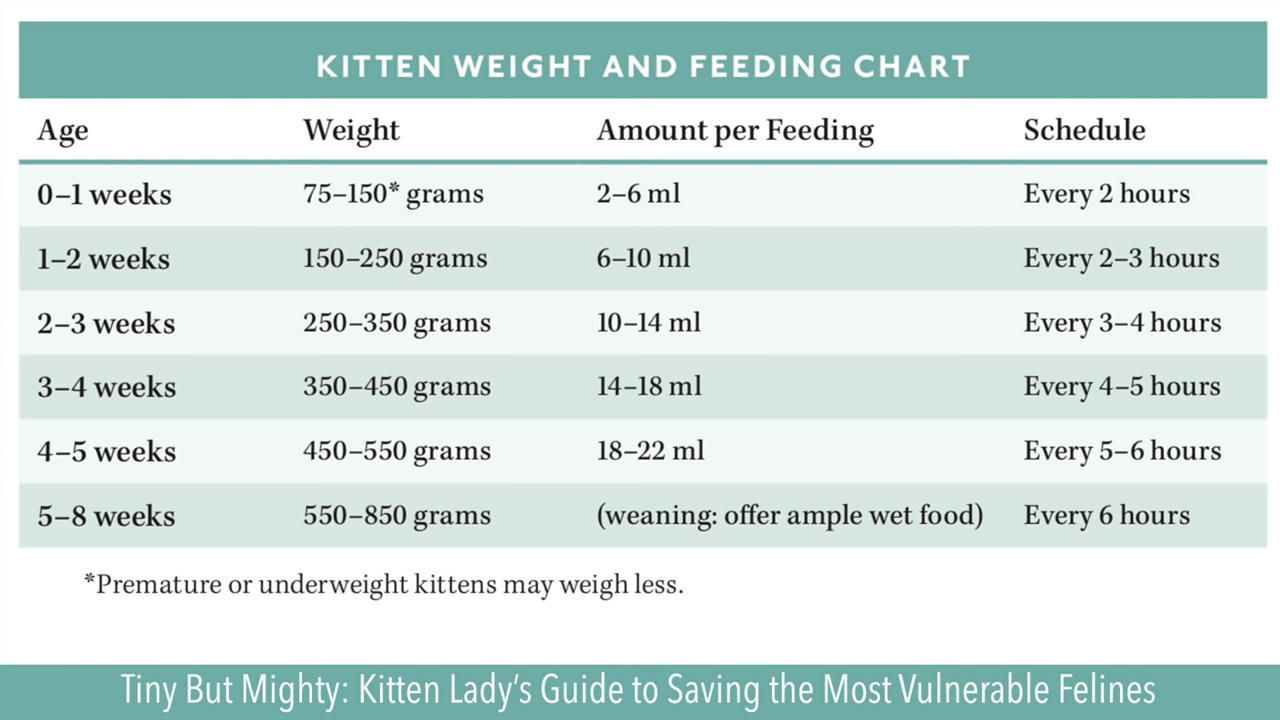 KITTEN WEIGHT AND FEEDING CHART
Age Weight Amount per Feeding Schedule
0–1 weeks 75–150* grams 2–6 ml Every 2 hours
1–2 weeks 150–250 grams 6–10 ml Every 2–3 hours
2–3 weeks 250–350 grams 10–14 ml Every 3–4 hours
3–4 weeks 350–450 grams 14–18 ml Every 4–5 hours
4–5 weeks 450–550 grams 18–22 ml Every 5–6 hours
5–8 weeks 550–850 grams (weaning: offer ample wet food) Every 6 hours
*Premature or underweight kittens may weigh less.
Tiny But Mighty: Kitten Lady's Guide to Saving the Most Vulnerable Felines